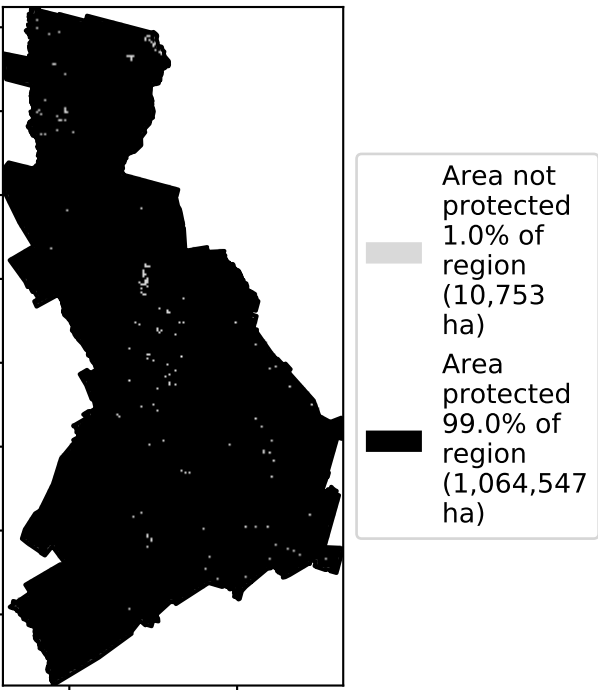 Area not
protected
1.0% of
region
(10,753
ha)
Area
protected
99.0% of
region
(1,064,547
ha)